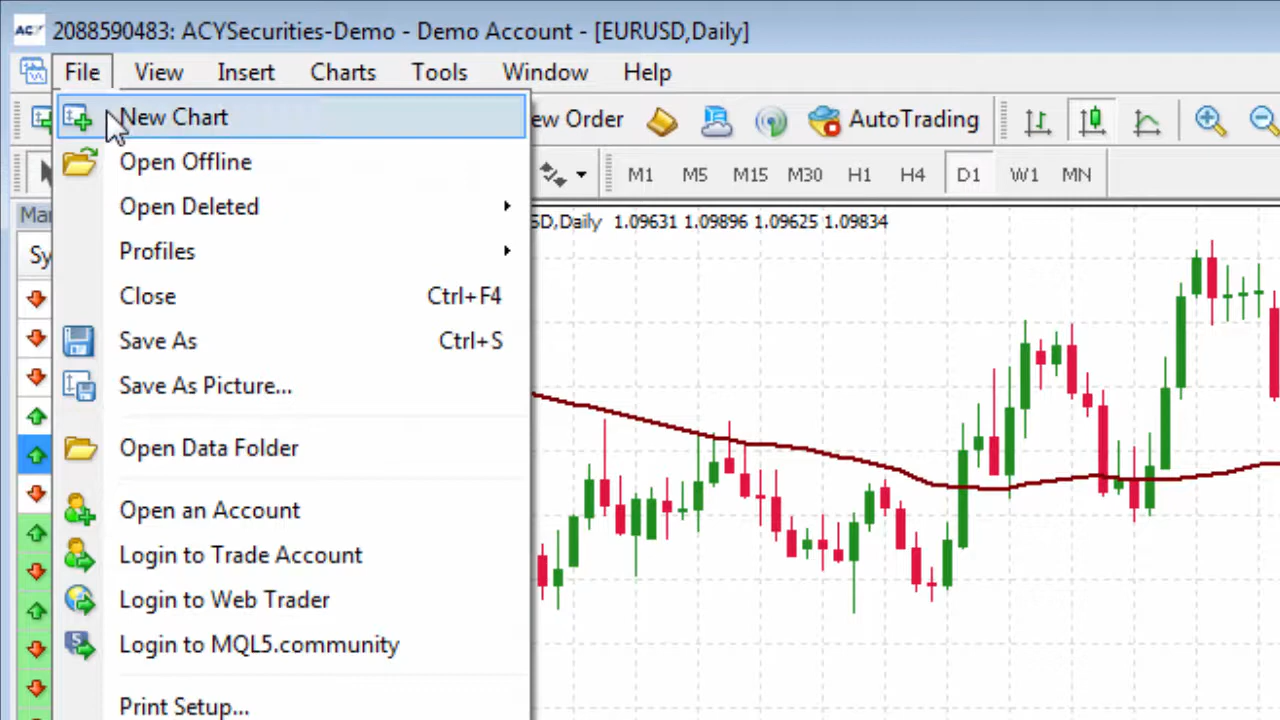 ACY 2088590483: ACYSecurities-Demo - Demo Account - [EURUSD,Daily]
File View Insert Charts Tools Window Help
New Chart
ew Order AutoTrading
Open Offline
M1 M5 M15 M30 H1 H4 D1 W1 MN
Open Deleted
Mar
SD,Daily 1.09631 1.09896 1.09625 1.09834
Sy
Profiles
Close Ctrl+F4
Save As Ctrl+S
Save As Picture...
Open Data Folder
Open an Account
Login to Trade Account
Login to Web Trader
Login to MQL5.community
Print Setup...